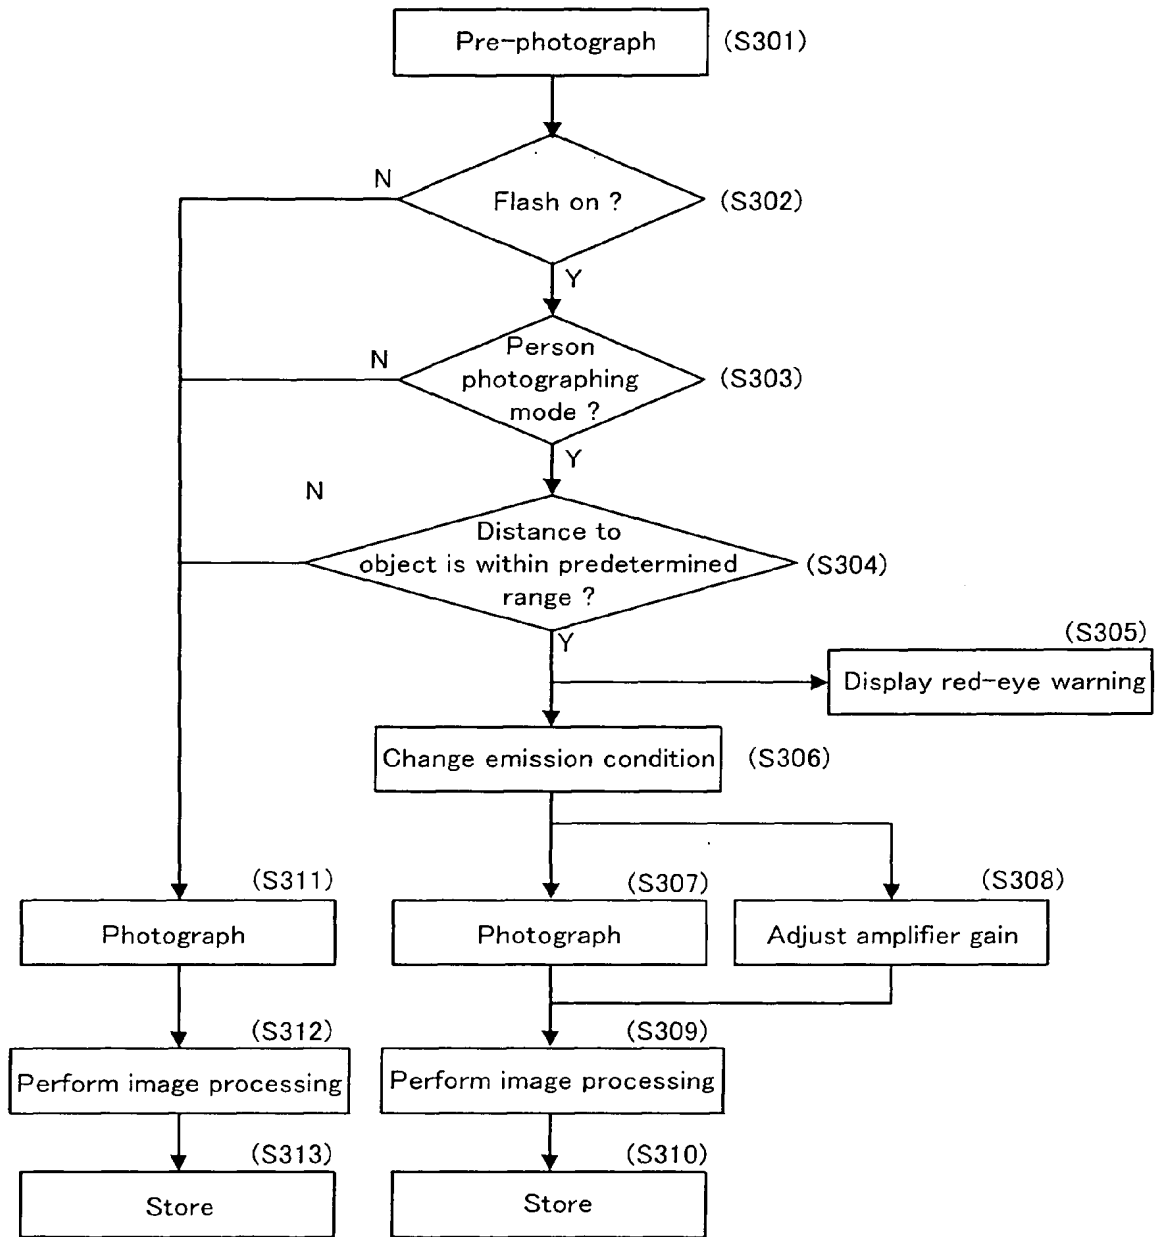 Pre-photograph
(S301)
N
Flash on ?
(S302)
Y
N
Person
photographing
mode ?
(S303)
Y
N
Distance to
object is within predetermined
range ?
(S304)
Y
(S305)
Display red-eye warning
Change emission condition
(S306)
(S311)
(S307)
(S308)
Photograph
Photograph
Adjust amplifier gain
(S312)
(S309)
Perform image processing
Perform image processing
(S313)
(S310)
Store
Store